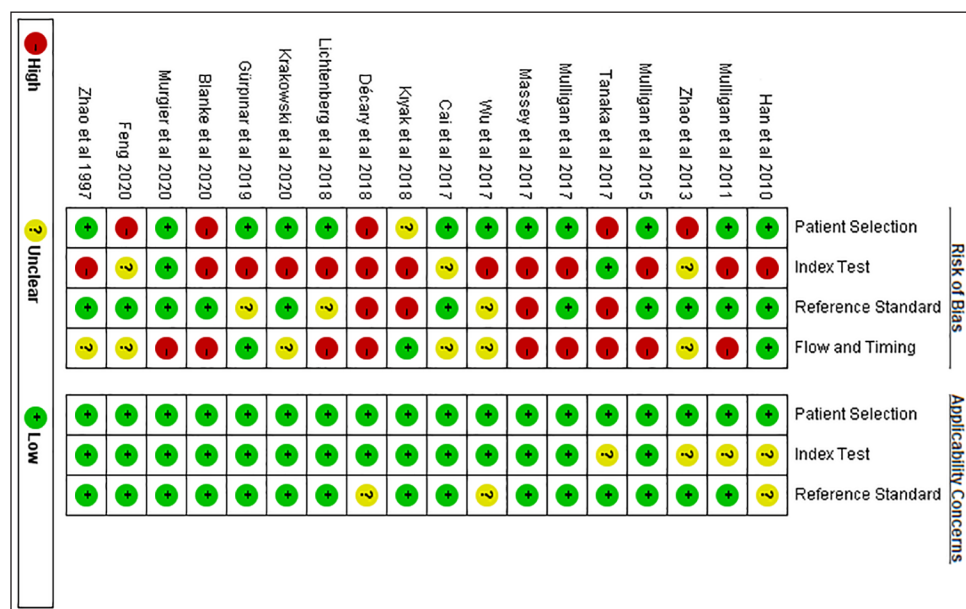 Zhao et al 1997
Feng 2020
Murgier et al 2020
Blanke et al 2020
Gürpınar et al 2019
Krakowski et al 2020
Lichtenberg et al 2018
Décary et al 2018
Kıyak et al 2018
Cai et al 2017
Wu et al 2017
Massey et al 2017
Mulligan et al 2017
Tanaka et al 2017
Mulligan et al 2015
Zhao et al 2013
Mulligan et al 2011
Han et al 2010
Risk of Bias
+ - + - + + + - ? + + + + - + - + + Patient Selection
- ? + - - - - - - ? - - - + - ? - - Index Test
+ + + + ? + ? - - + ? - + - + + + + Reference Standard
? ? - - + ? - - + ? ? - - - - ? - + Flow and Timing
Applicability Concerns
+ + + + + + + + + + + + + + + + + + Patient Selection
+ + + + + + + + + + + + + ? + ? ? ? Index Test
+ + + + + + + ? + + ? + + + + + + ? Reference Standard
- High
? Unclear
+ Low